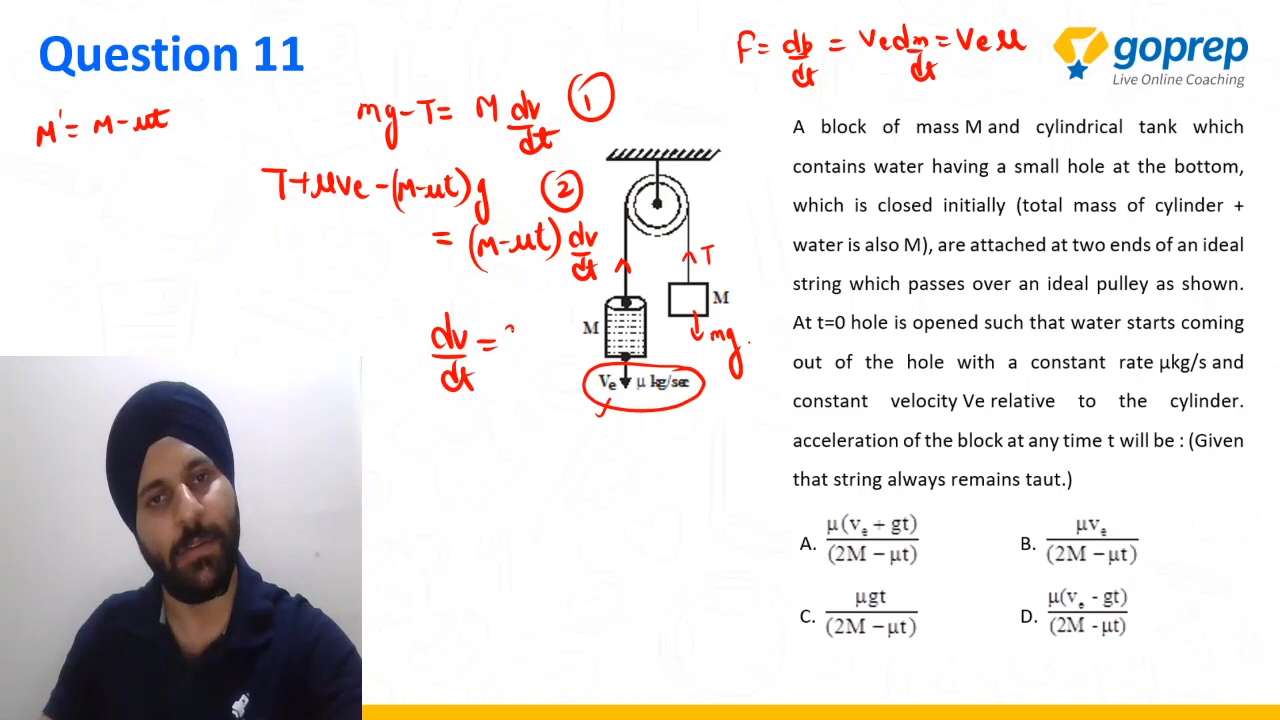 Question 11
F = dp/dt = Ve dm/dt = Ve μ
goprep
Live Online Coaching
M' = M - μt
mg - T = M dv/dt ①
T + μve - (M - μt)g ②
= (M - μt) dv/dt
dv/dt = ?
T
M
mg.
M
Ve μ kg/sec
A block of mass M and cylindrical tank which
contains water having a small hole at the bottom,
which is closed initially (total mass of cylinder +
water is also M), are attached at two ends of an ideal
string which passes over an ideal pulley as shown.
At t=0 hole is opened such that water starts coming
out of the hole with a constant rate μkg/s and
constant velocity Ve relative to the cylinder.
acceleration of the block at any time t will be : (Given
that string always remains taut.)
A. μ(ve + gt)/(2M – μt) B. μve/(2M – μt)
C. μgt/(2M – μt) D. μ(ve - gt)/(2M - μt)